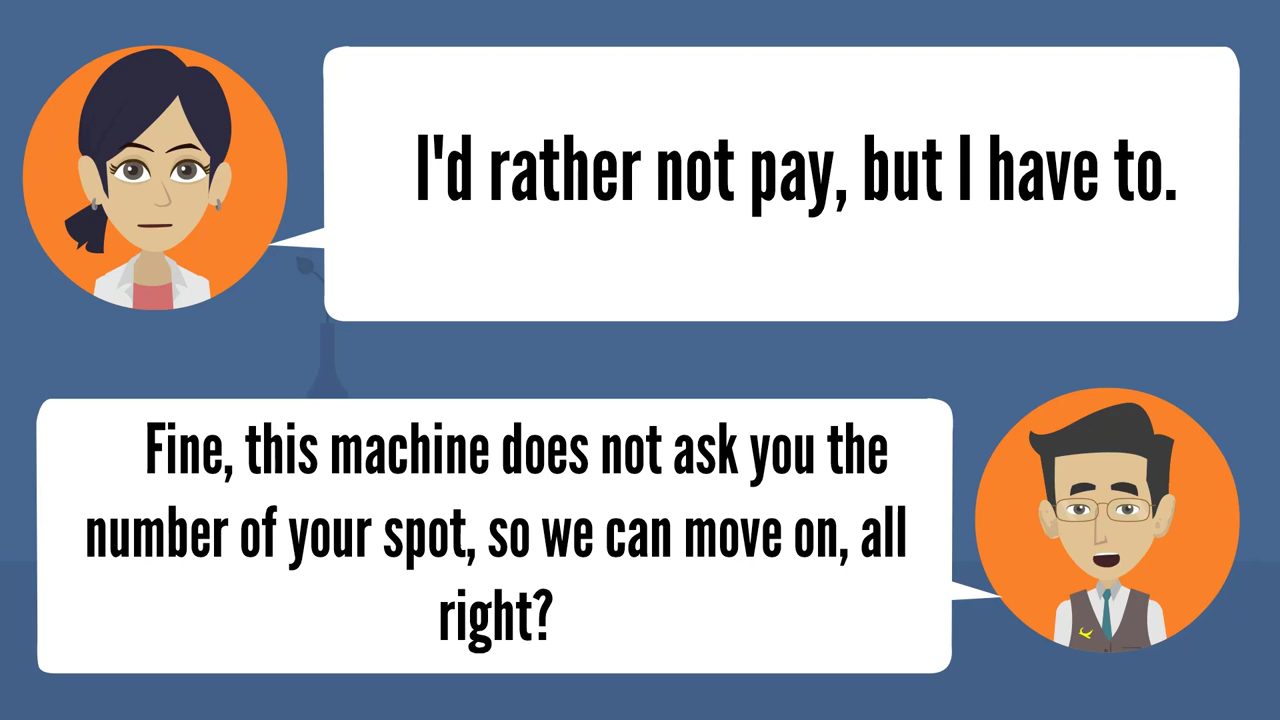 I'd rather not pay, but I have to.
Fine, this machine does not ask you the
number of your spot, so we can move on, all
right?